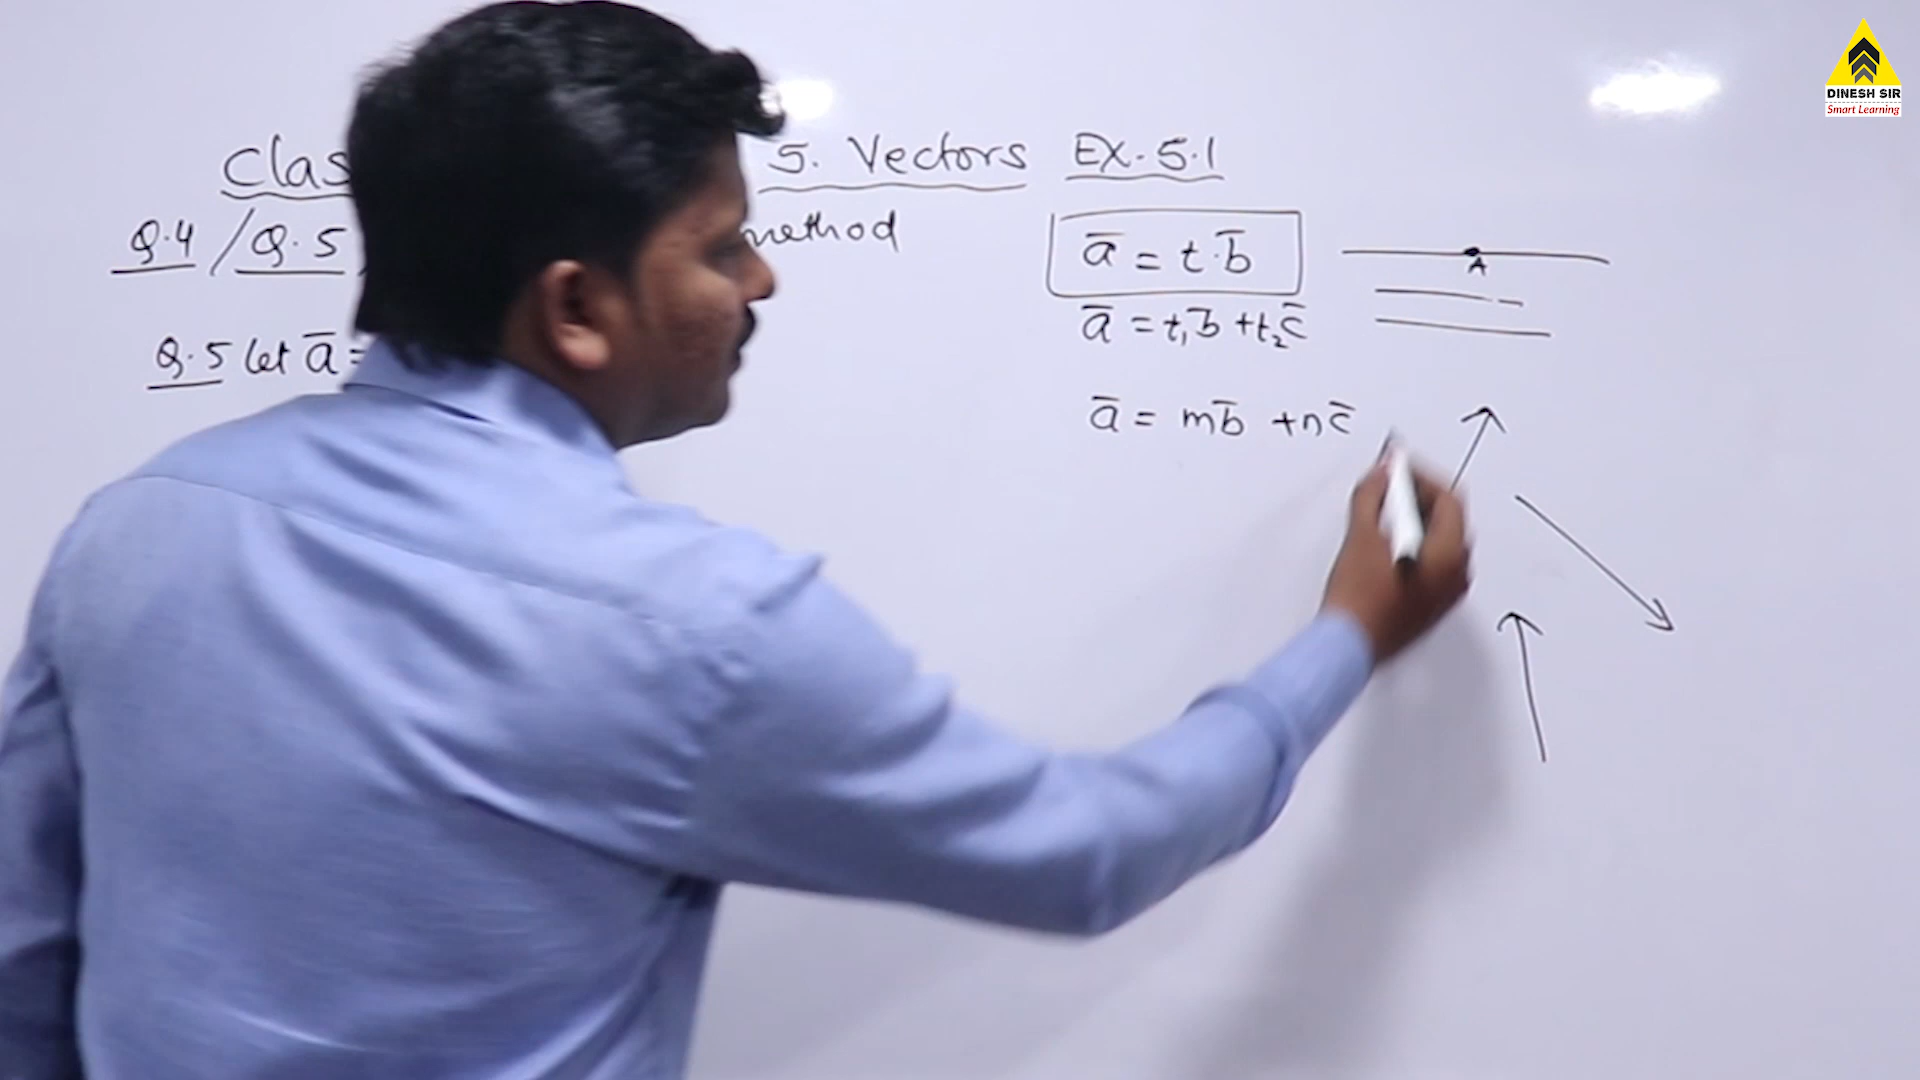 Clas 5. Vectors EX. 5.1
Q.4 / Q.5 method
a̅ = t.b̅
A
a̅ = t₁b̅ + t₂c̅
Q.5 let a̅ =
a̅ = mb̅ + nc̅
DINESH SIR
Smart Learning